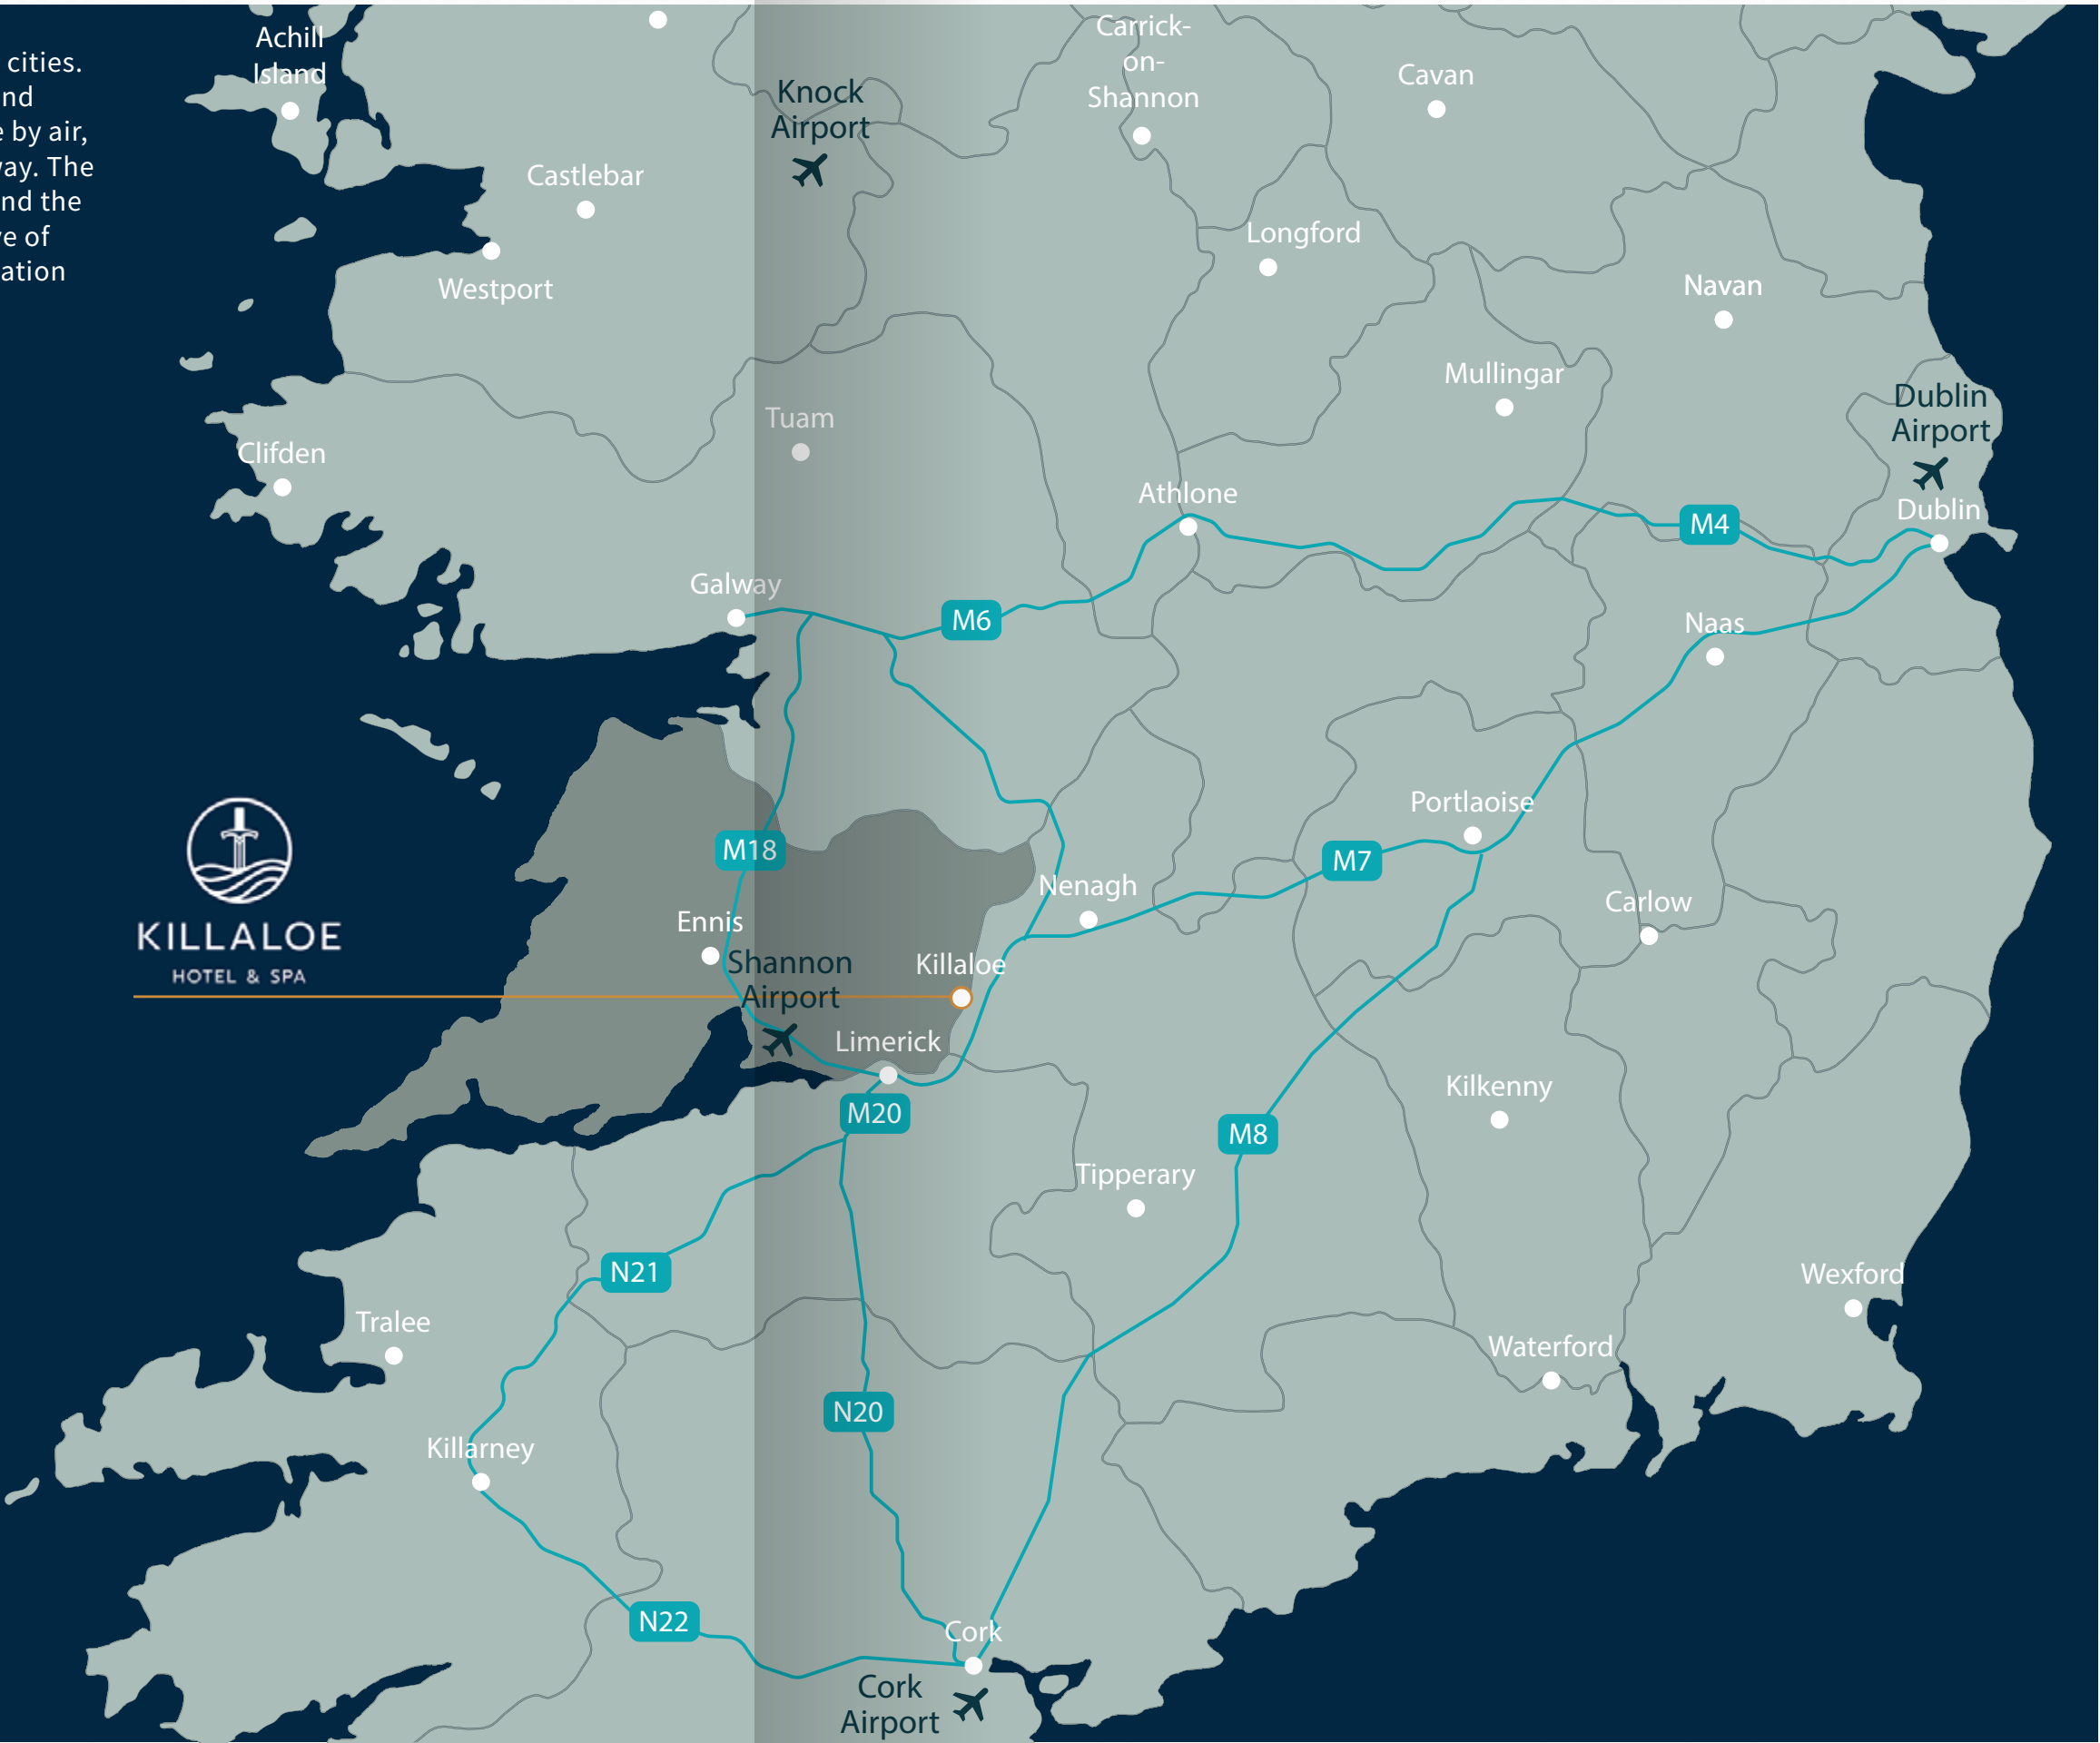 cities.
nd
e by air,
way. The
nd the
e of
ation
Achill
Island
Carrick-
on-
Shannon
Cavan
Knock
Airport
Castlebar
Westport
Longford
Navan
Mullingar
Tuam
Dublin
Airport
Clifden
Athlone
Dublin
M4
Galway
M6
Naas
Portlaoise
M18
M7
Nenagh
Carlow
KILLALOE
HOTEL & SPA
Ennis
Shannon
Airport
Killaloe
Limerick
M20
Kilkenny
M8
Tipperary
N21
Wexford
Tralee
Waterford
N20
Killarney
N22
Cork
Cork
Airport